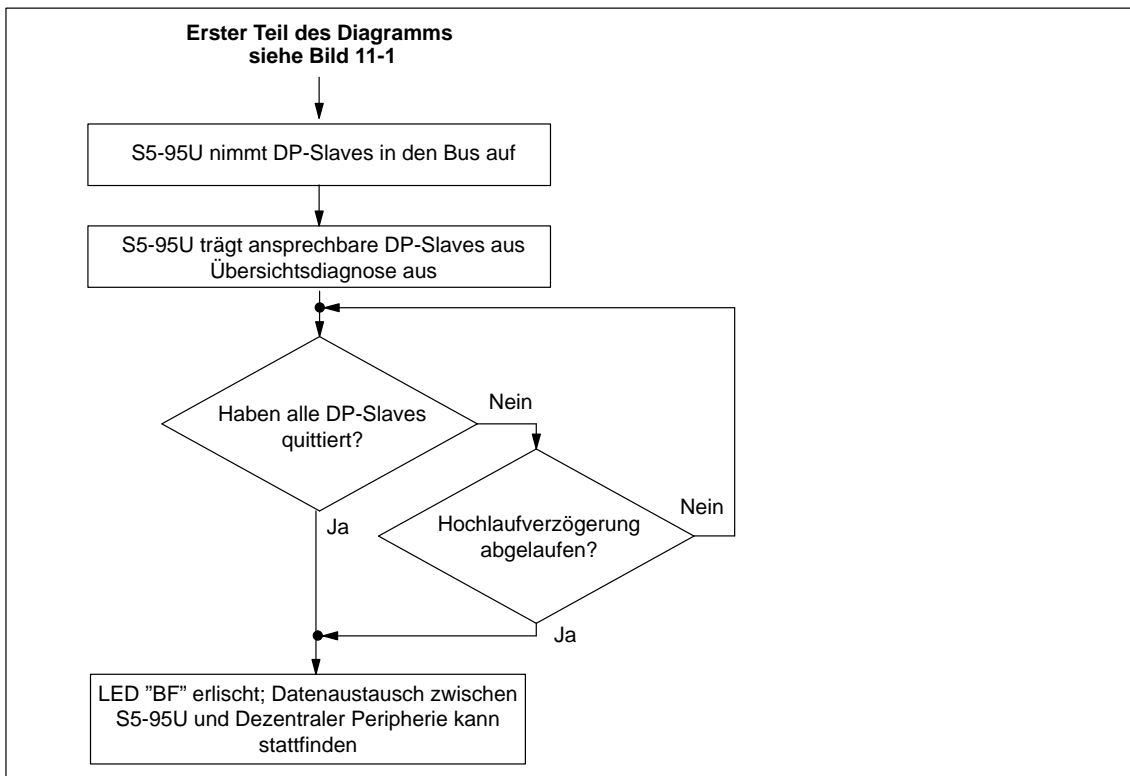 Erster Teil des Diagramms
siehe Bild 11-1
S5-95U nimmt DP-Slaves in den Bus auf
S5-95U trägt ansprechbare DP-Slaves aus
Übersichtsdiagnose aus
Haben alle DP-Slaves
quittiert?
Nein
Ja
Hochlaufverzögerung
abgelaufen?
Nein
Ja
LED ”BF” erlischt; Datenaustausch zwischen
S5-95U und Dezentraler Peripherie kann
stattfinden